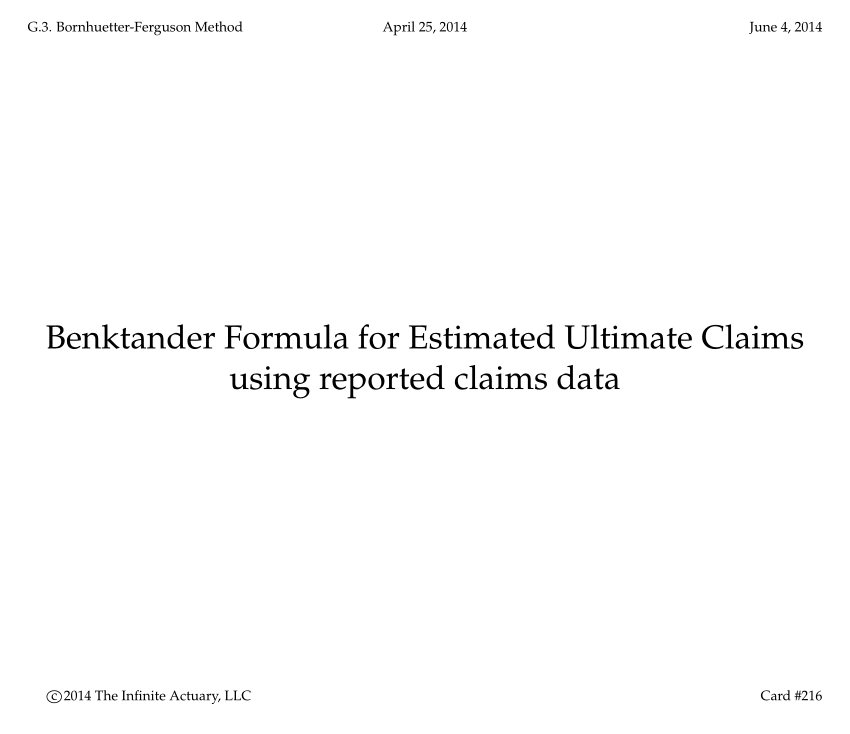 G.3. Bornhuetter-Ferguson Method April 25, 2014 June 4, 2014
Benktander Formula for Estimated Ultimate Claims
using reported claims data
©2014 The Infinite Actuary, LLC Card #216